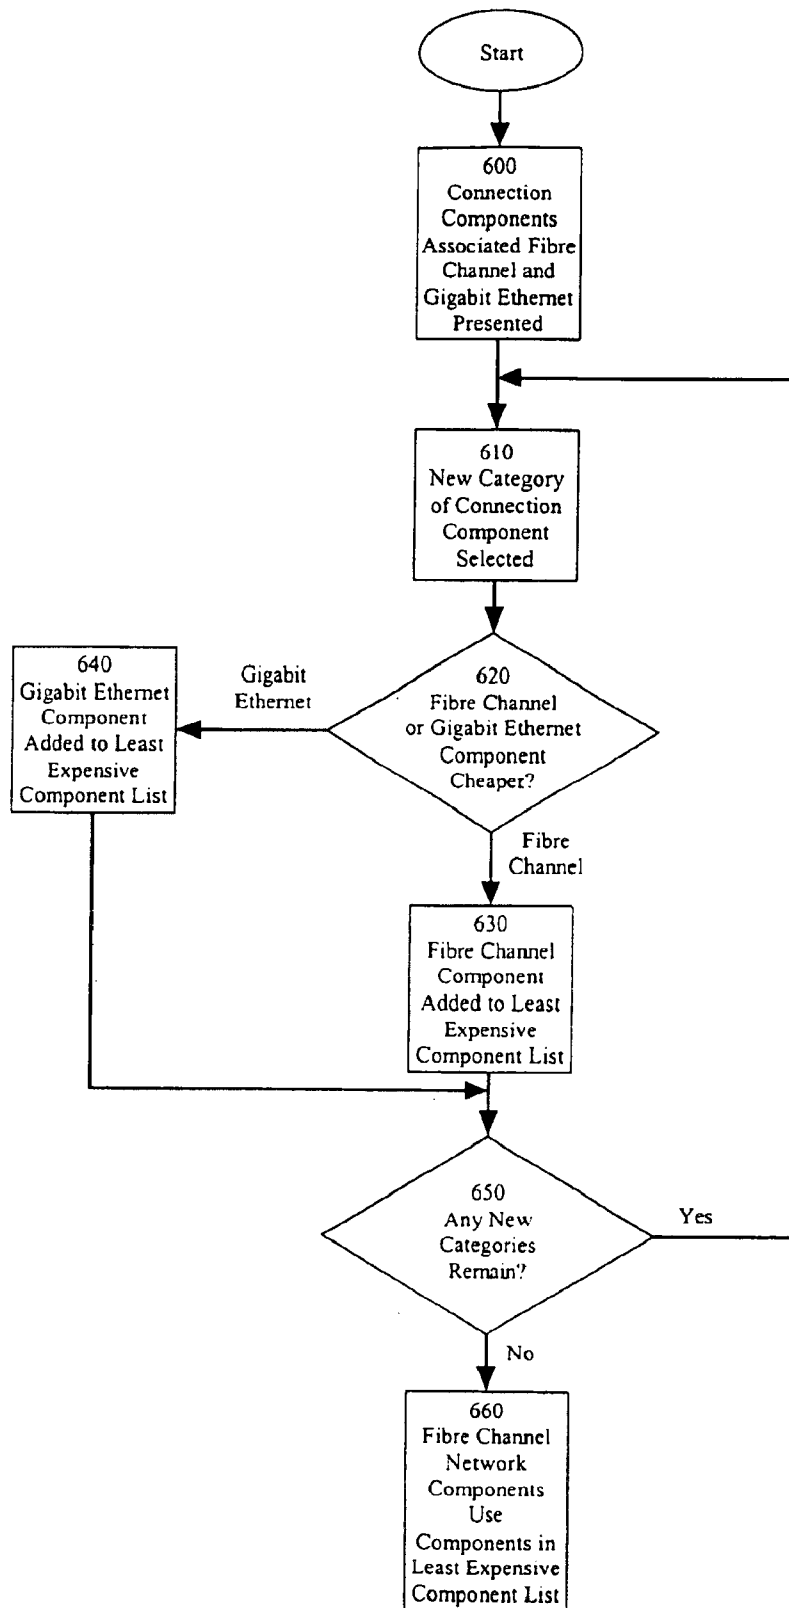 Start
600
Connection
Components
Associated Fibre
Channel and
Gigabit Ethernet
Presented
610
New Category
of Connection
Component
Selected
620
Fibre Channel
or Gigabit Ethernet
Component
Cheaper?
Gigabit
Ethernet
640
Gigabit Ethernet
Component
Added to Least
Expensive
Component List
Fibre
Channel
630
Fibre Channel
Component
Added to Least
Expensive
Component List
650
Any New
Categories
Remain?
Yes
No
660
Fibre Channel
Network
Components
Use
Components in
Least Expensive
Component List